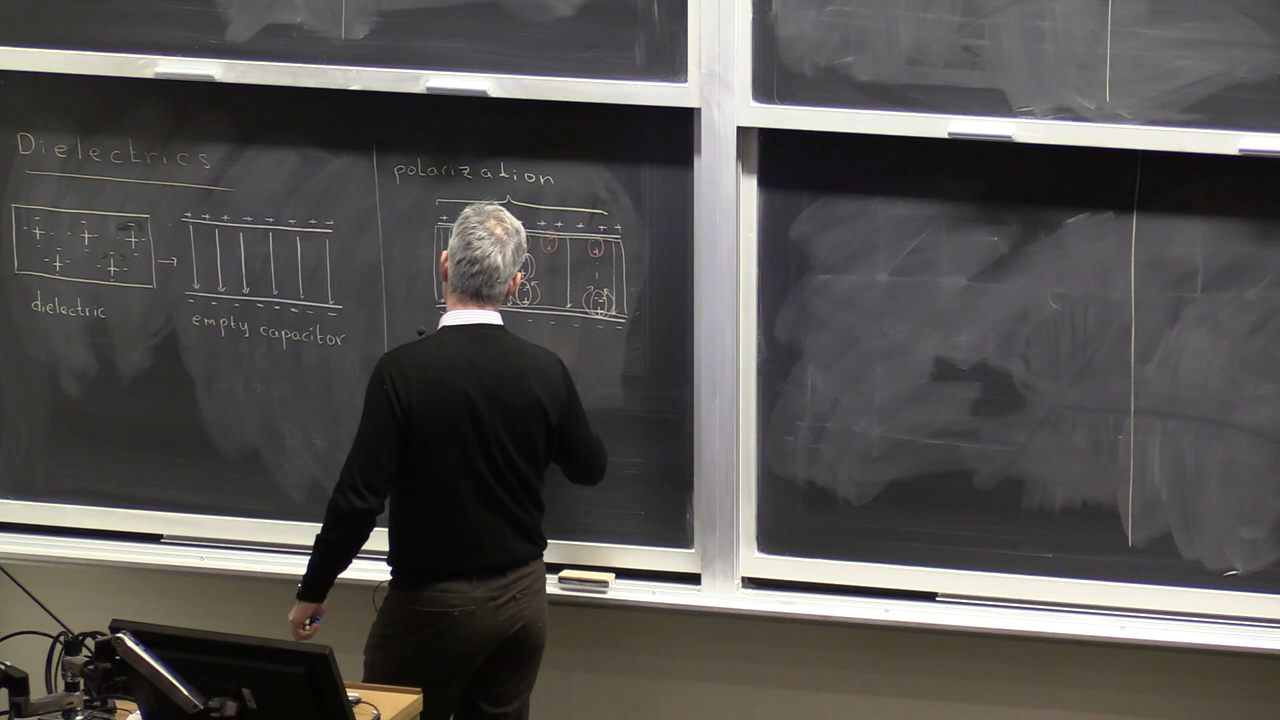 Dielectrics
polarization
dielectric
empty capacitor